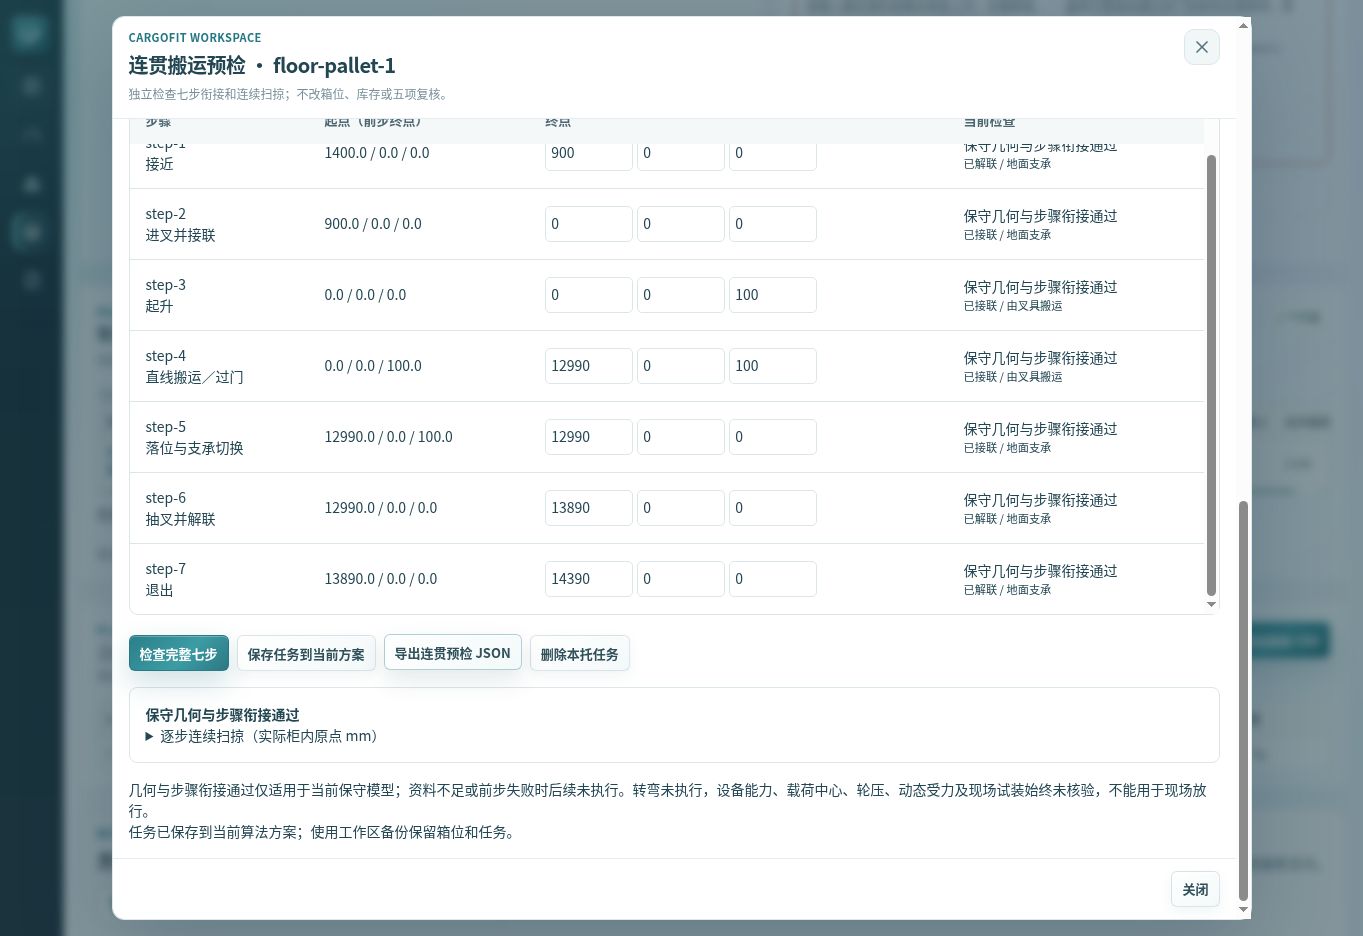 CARGOFIT WORKSPACE
连贯搬运预检 · floor-pallet-1
独立检查七步衔接和连续扫掠；不改箱位、库存或五项复核。
步骤 起点（前步终点） 终点 当前检查
step-1 1400.0 / 0.0 / 0.0 900 0 0 保守几何与步骤衔接通过
接近 已解联 / 地面支承
step-2 900.0 / 0.0 / 0.0 0 0 0 保守几何与步骤衔接通过
进叉并接联 已接联 / 地面支承
step-3 0.0 / 0.0 / 0.0 0 0 100 保守几何与步骤衔接通过
起升 已接联 / 由叉具搬运
step-4 0.0 / 0.0 / 100.0 12990 0 100 保守几何与步骤衔接通过
直线搬运／过门 已接联 / 由叉具搬运
step-5 12990.0 / 0.0 / 100.0 12990 0 0 保守几何与步骤衔接通过
落位与支承切换 已接联 / 地面支承
step-6 12990.0 / 0.0 / 0.0 13890 0 0 保守几何与步骤衔接通过
抽叉并解联 已解联 / 地面支承
step-7 13890.0 / 0.0 / 0.0 14390 0 0 保守几何与步骤衔接通过
退出 已解联 / 地面支承
检查完整七步 保存任务到当前方案 导出连贯预检 JSON 删除本托任务
保守几何与步骤衔接通过
逐步连续扫掠（实际柜内原点 mm）
几何与步骤衔接通过仅适用于当前保守模型；资料不足或前步失败时后续未执行。转弯未执行，设备能力、载荷中心、轮压、动态受力及现场试装始终未核验，不能用于现场放
行。
任务已保存到当前算法方案；使用工作区备份保留箱位和任务。
关闭